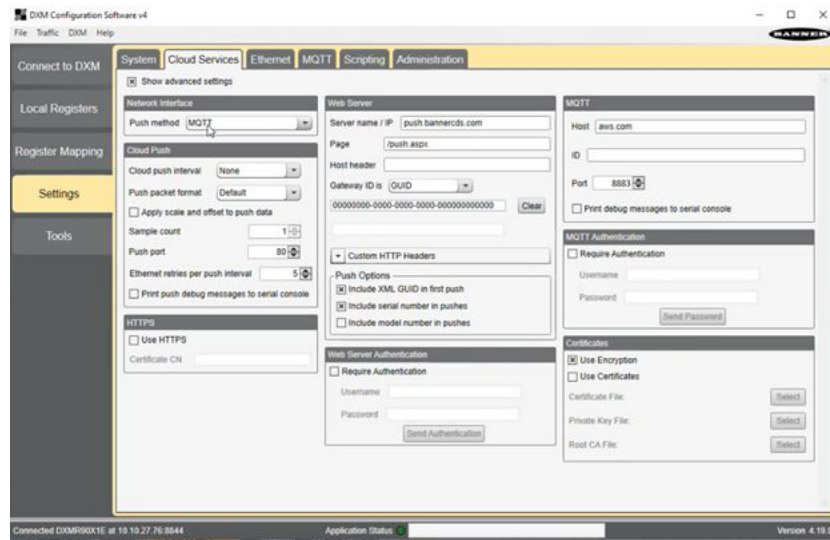 DXM Configuration Software v4
File Traffic DXM Help
BANNER
Connect to DXM
Local Registers
Register Mapping
Settings
Tools
System Cloud Services Ethernet MQTT Scripting Administration
Show advanced settings
Network Interface
Push method MQTT
Cloud Push
Cloud push interval None
Push packet format Default
Apply scale and offset to push data
Sample count 1
Push port 80
Ethernet retries per push interval 5
Print push debug messages to serial console
HTTPS
Use HTTPS
Certificate CN
Web Server
Server name / IP push.bannercds.com
Page /push.aspx
Host header
Gateway ID is GUID
00000000-0000-0000-0000-000000000000 Clear
Custom HTTP Headers
Push Options
Include XML GUID in first push
Include serial number in pushes
Include model number in pushes
Web Server Authentication
Require Authentication
Username
Password
Send Authentication
MQTT
Host aws.com
ID
Port 8883
Print debug messages to serial console
MQTT Authentication
Require Authentication
Username
Password
Send Password
Certificates
Use Encryption
Use Certificates
Certificate File: Select
Private Key File: Select
Root CA File: Select
Connected DXMR90X1E at 10.10.27.76:8844
Application Status
Version 4.19